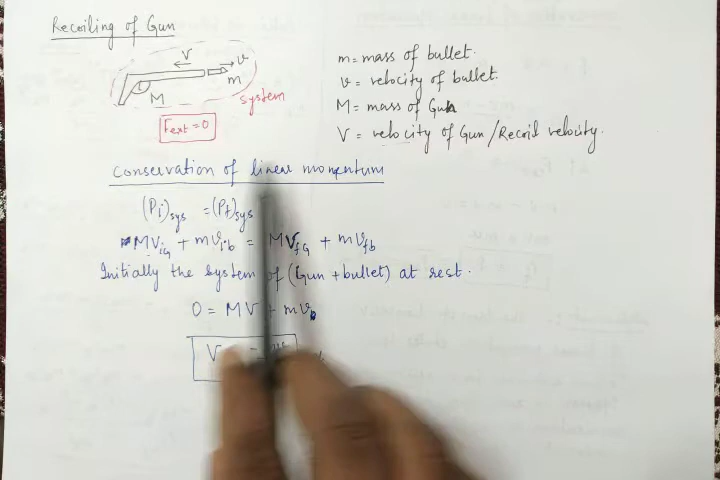 Recoiling of Gun
V v
m
M
system
Fext = 0
m = mass of bullet.
v = velocity of bullet.
M = mass of Gun
V = velocity of Gun / Recoil velocity.
Conservation of linear momentum
(Pi)sys = (Pf)sys
MViG + mvib = MVfG + mvfb
Initially the system of (Gun + bullet) at rest.
0 = MV + mv
V =